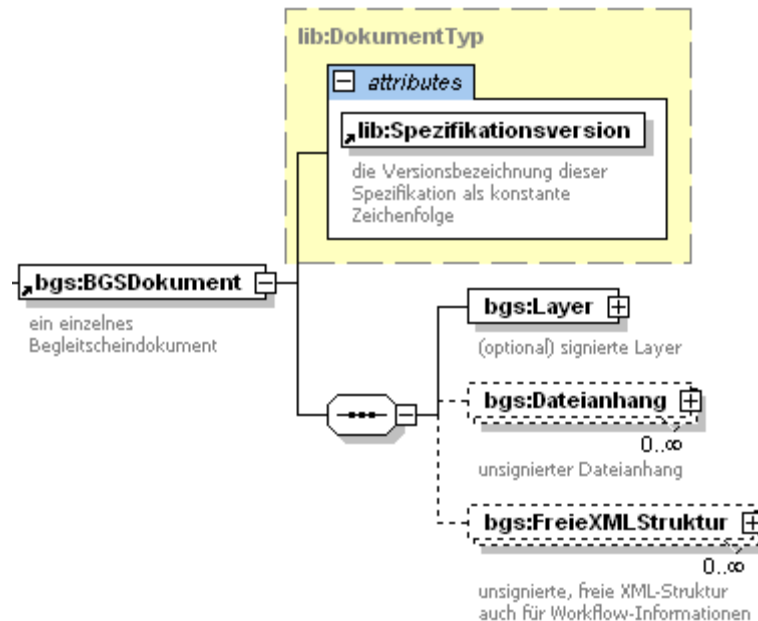 lib:DokumentTyp
attributes
lib:Spezifikationsversion
die Versionsbezeichnung dieser
Spezifikation als konstante
Zeichenfolge
bgs:BGSDokument
ein einzelnes
Begleitscheindokument
bgs:Layer
(optional) signierte Layer
bgs:Dateianhang
0..∞
unsignierter Dateianhang
bgs:FreieXMLStruktur
0..∞
unsignierte, freie XML-Struktur
auch für Workflow-Informationen